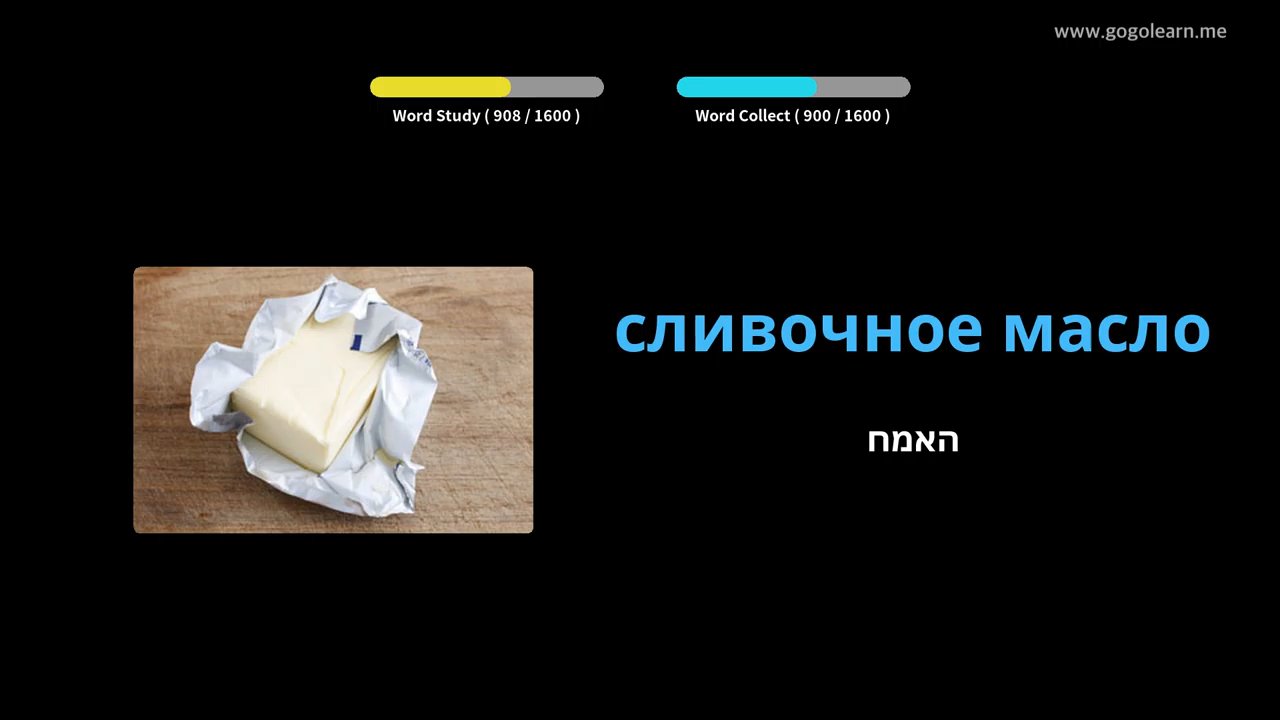 www.gogolearn.me
Word Study ( 908 / 1600 )
Word Collect ( 900 / 1600 )
сливочное масло
האמח